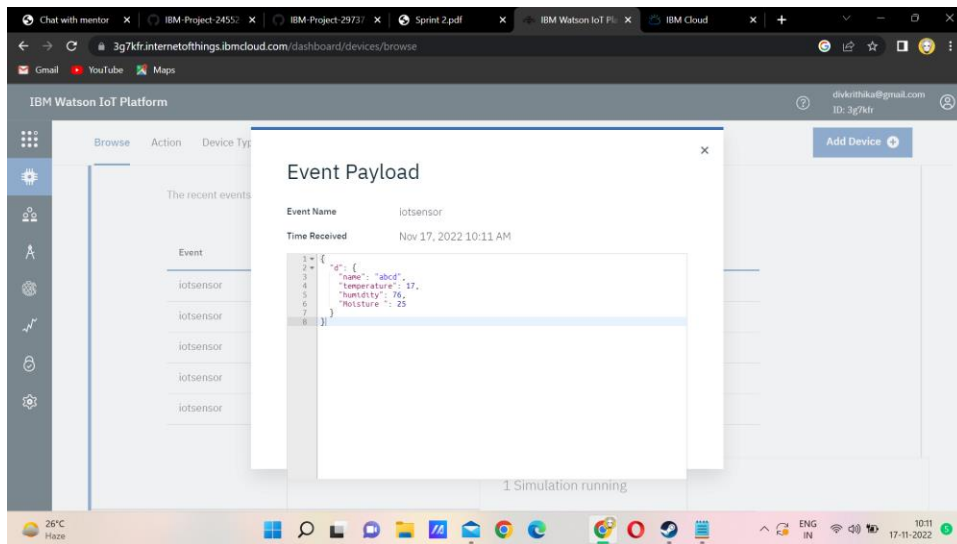 Chat with mentor
IBM-Project-24552
IBM-Project-29737
Sprint 2.pdf
IBM Watson IoT Pla
IBM Cloud
3g7kfr.internetofthings.ibmcloud.com/dashboard/devices/browse
Gmail
YouTube
Maps
IBM Watson IoT Platform
divkrithika@gmail.com
ID: 3g7kfr
Browse
Action
Device Typ
Add Device
Event Payload
The recent events
Event Name
iotsensor
Time Received
Nov 17, 2022 10:11 AM
Event
iotsensor
iotsensor
iotsensor
iotsensor
iotsensor
1 {
2 "d": {
3 "name": "abcd",
4 "temperature": 17,
5 "humidity": 76,
6 "Moisture ": 25
7 }
8 }
1 Simulation running
26°C
Haze
ENG
IN
10:11
17-11-2022
5